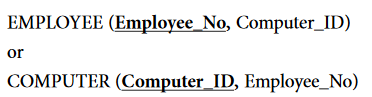 EMPLOYEE (Employee_No, Computer_ID)
or
COMPUTER (Computer_ID, Employee_No)